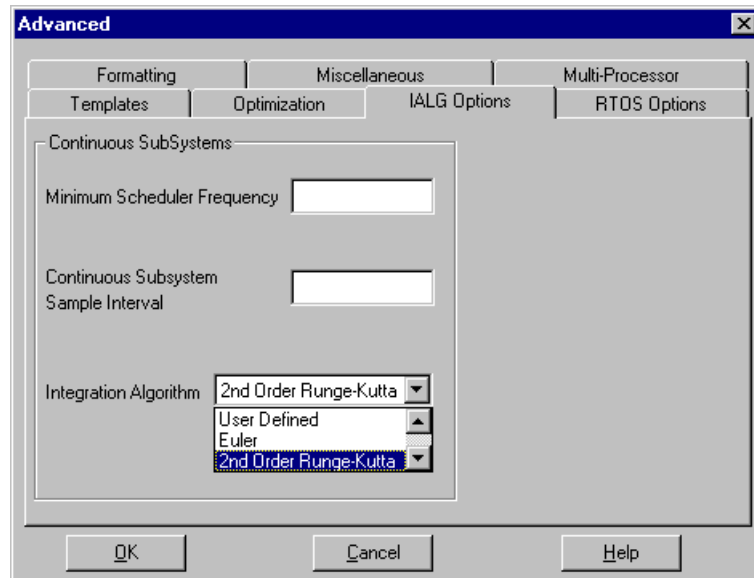 Advanced
Formatting
Miscellaneous
Multi-Processor
Templates
Optimization
IALG Options
RTOS Options
Continuous SubSystems
Minimum Scheduler Frequency
Continuous Subsystem
Sample Interval
Integration Algorithm
2nd Order Runge-Kutta
User Defined
Euler
2nd Order Runge-Kutta
OK
Cancel
Help